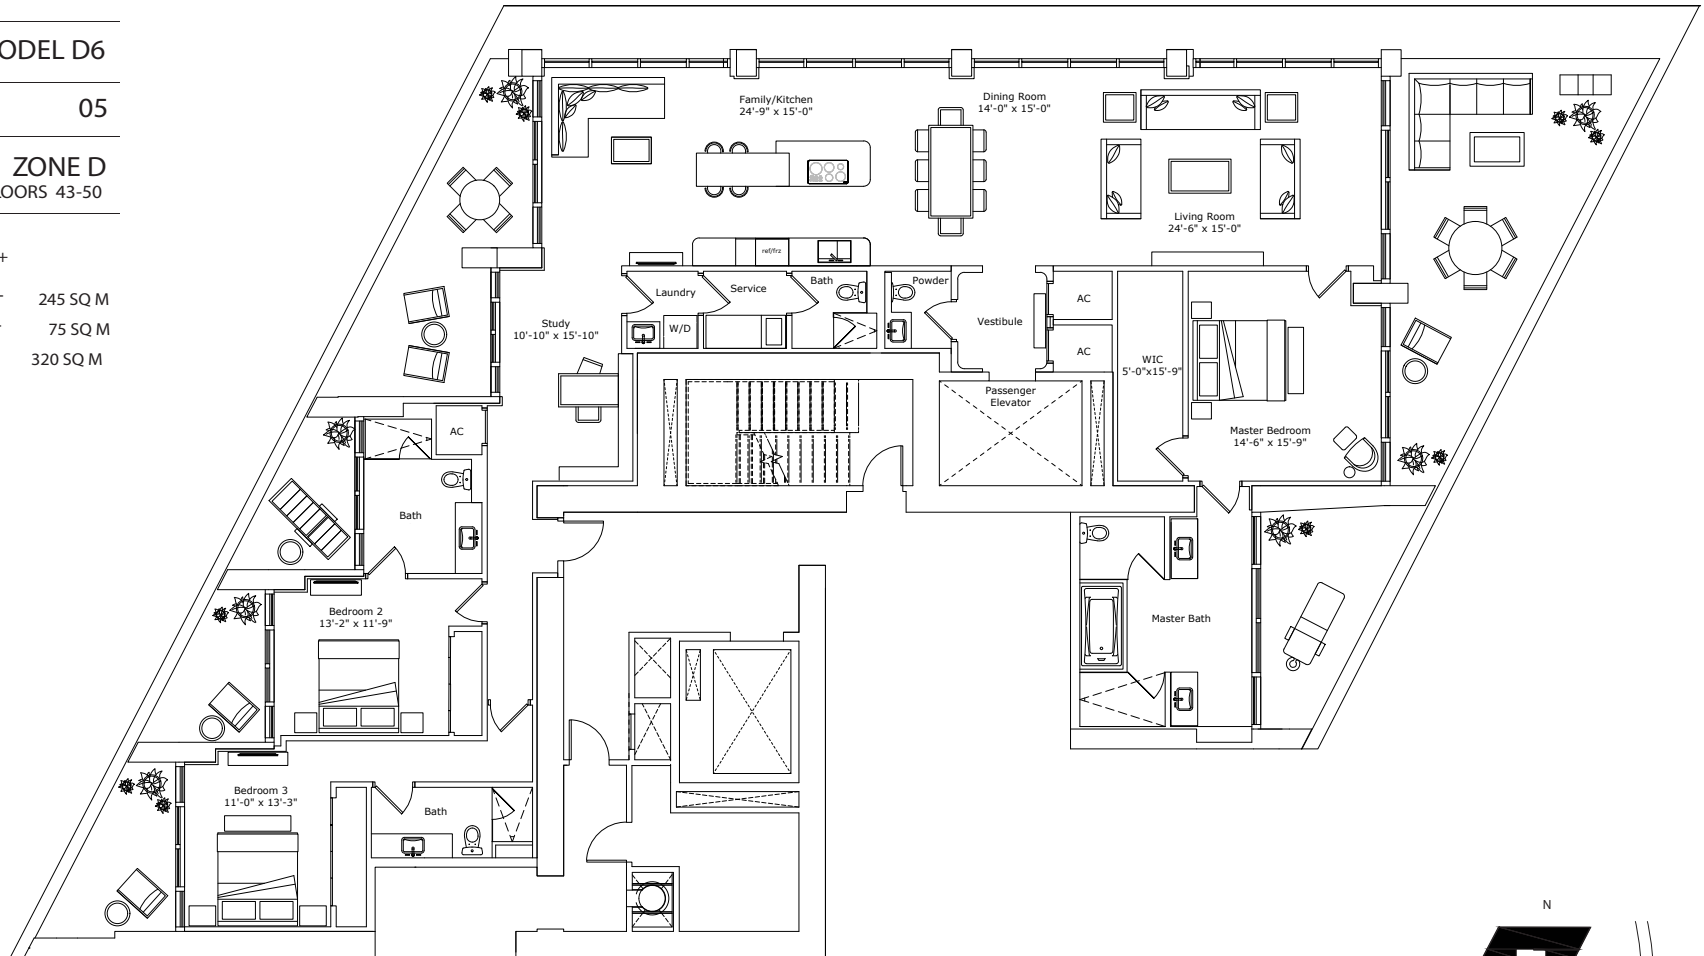 ODEL D6
05
ZONE D
OORS 43-50
+
245 SQ M
75 SQ M
320 SQ M
Family/Kitchen
24'-9" x 15'-0"
Dining Room
14'-0" x 15'-0"
Living Room
24'-6" x 15'-0"
ref/frz
Laundry
W/D
Service
Bath
Powder
Vestibule
AC
AC
WIC
5'-0"x15'-9"
Study
10'-10" x 15'-10"
Passenger
Elevator
Master Bedroom
14'-6" x 15'-9"
AC
Bath
Bedroom 2
13'-2" x 11'-9"
Master Bath
Bedroom 3
11'-0" x 13'-3"
Bath
N